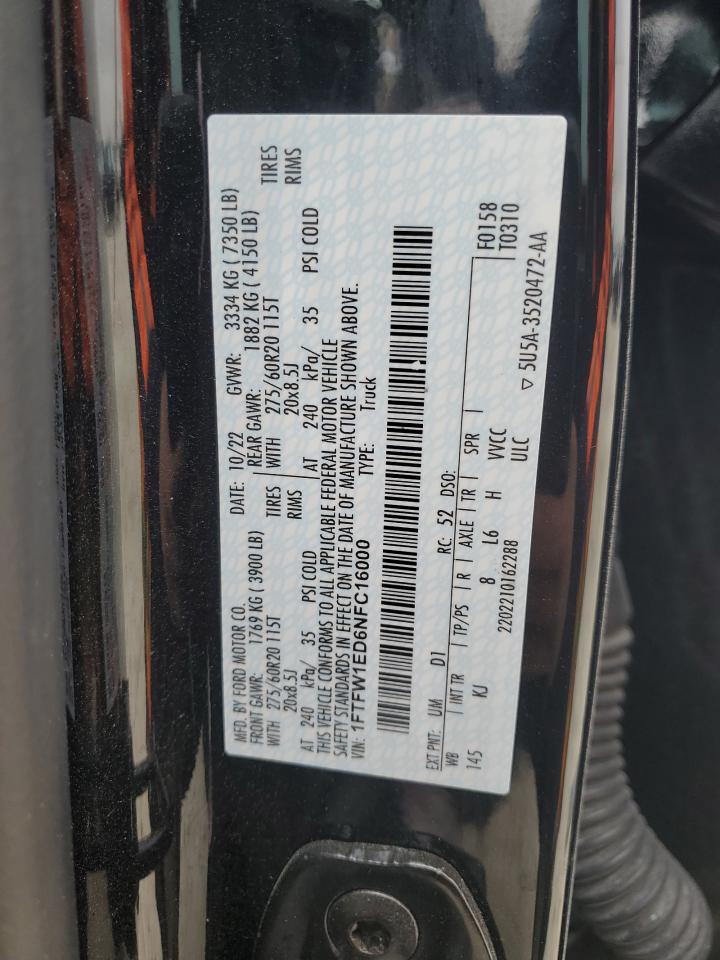 MFD. BY FORD MOTOR CO. DATE: 10/22 GVWR: 3334 KG ( 7350 LB)
FRONT GAWR: 1769 KG ( 3900 LB) REAR GAWR: 1882 KG ( 4150 LB)
WITH 275/60R20 115T TIRES WITH 275/60R20 115T TIRES
20x8.5J RIMS 20x8.5J RIMS
AT 240 kPa/ 35 PSI COLD AT 240 kPa/ 35 PSI COLD
THIS VEHICLE CONFORMS TO ALL APPLICABLE FEDERAL MOTOR VEHICLE
SAFETY STANDARDS IN EFFECT ON THE DATE OF MANUFACTURE SHOWN ABOVE.
VIN: 1FTFW1ED6NFC16000 TYPE: Truck
EXT PNT: UM D1 RC: 52 DSO: F0158
WB INT TR TP/PS R AXLE TR SPR T0310
145 KJ 8 L6 H VVCC
2202210162288 ULC ▽ 5U5A-3520472-AA